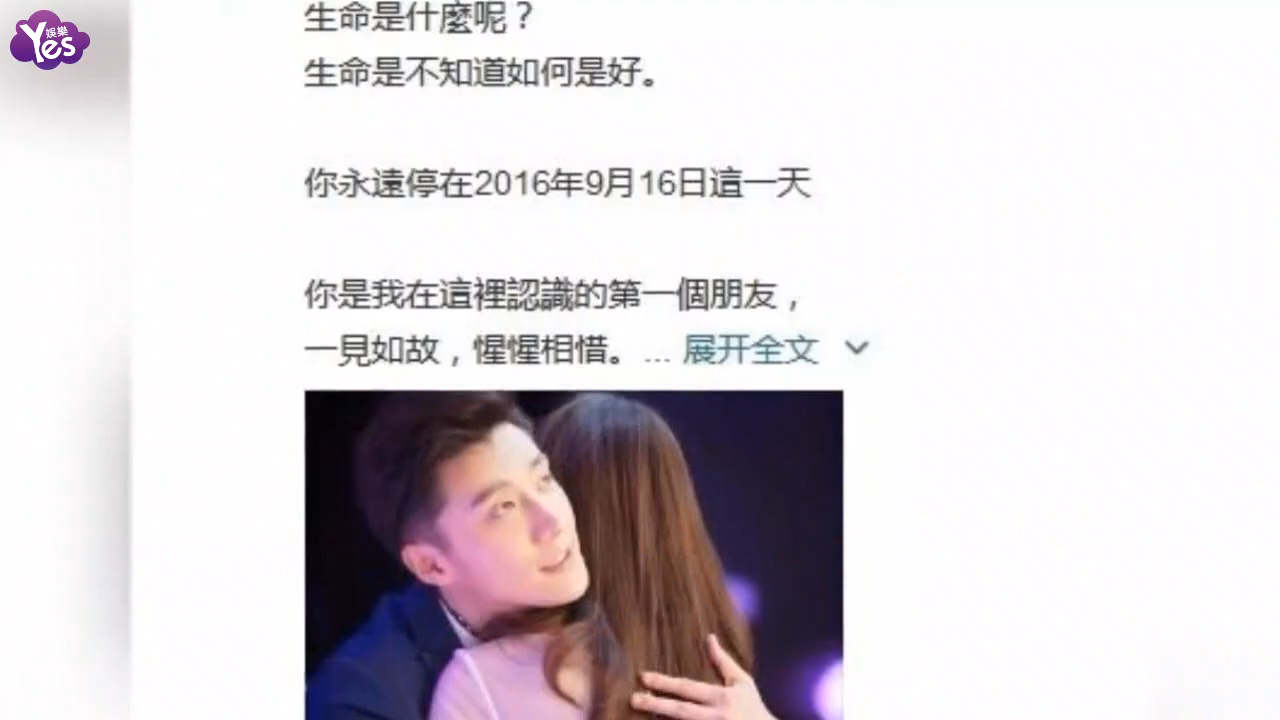 娛樂
Yes
生命是什麼呢？
生命是不知道如何是好。
你永遠停在2016年9月16日這一天
你是我在這裡認識的第一個朋友，
一見如故，惺惺相惜。... 展开全文